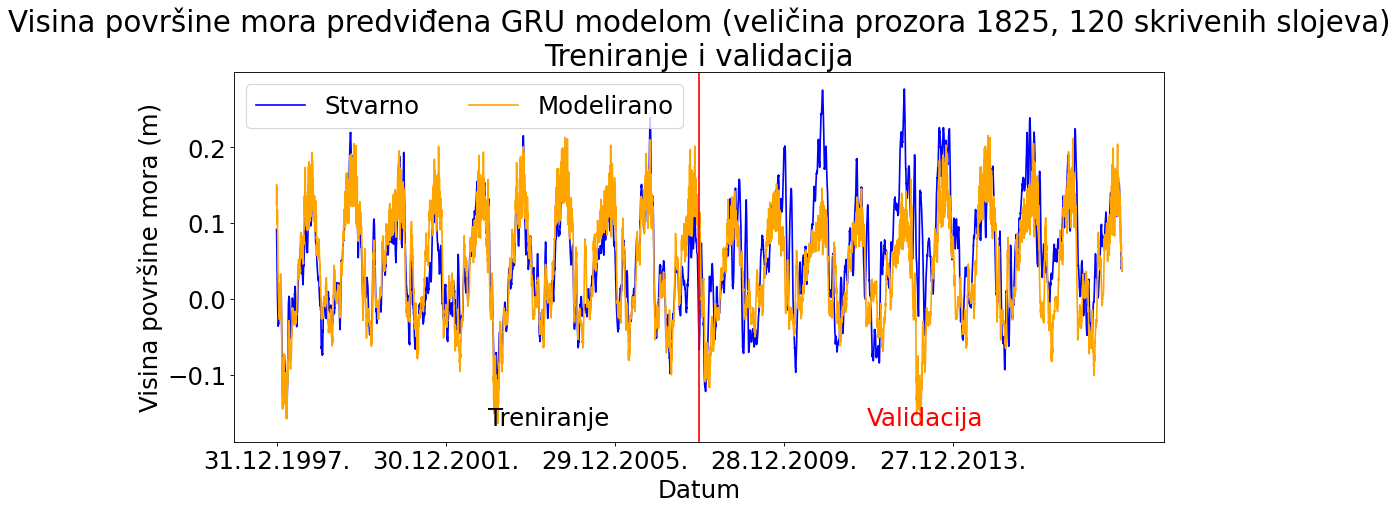 Visina površine mora predviđena GRU modelom (veličina prozora 1825, 120 skrivenih slojeva)
Treniranje i validacija
Stvarno Modelirano
Visina površine mora (m)
0.2
0.1
0.0
−0.1
Treniranje Validacija
31.12.1997. 30.12.2001. 29.12.2005. 28.12.2009. 27.12.2013.
Datum